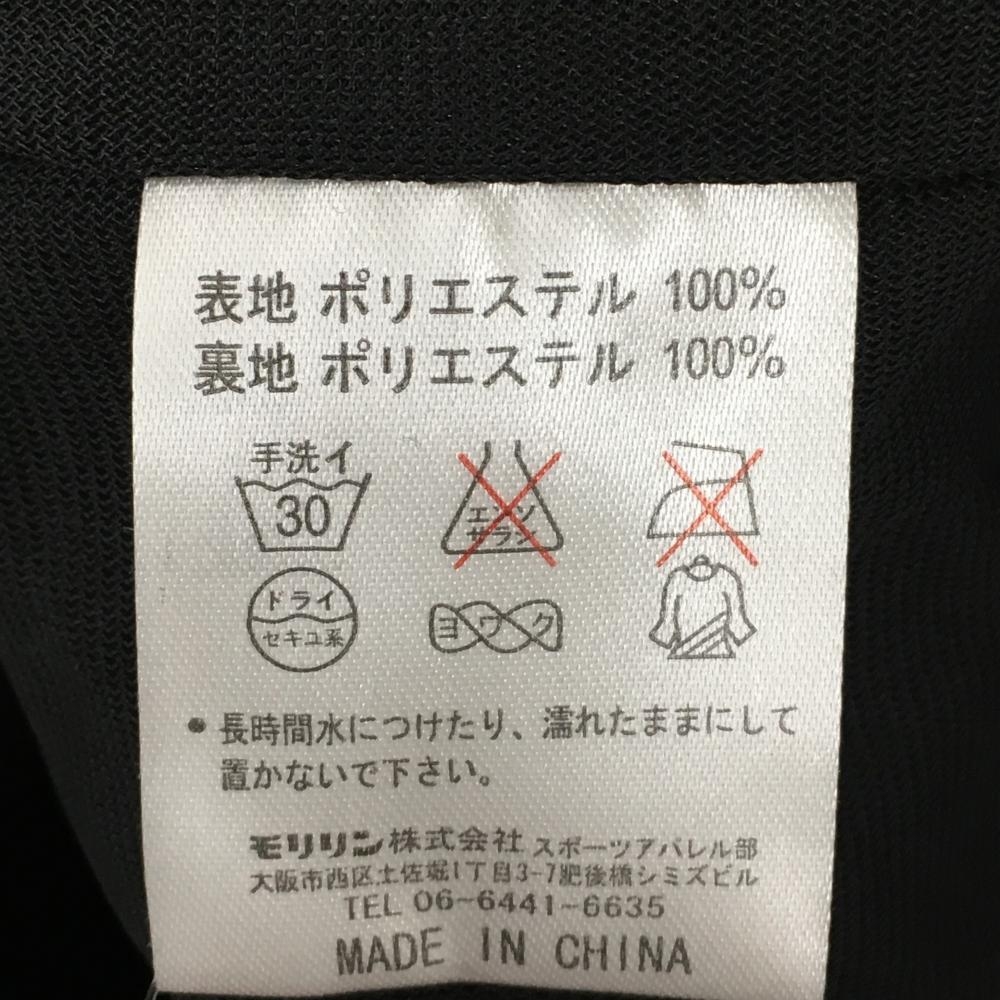 表地 ポリエステル 100%
裏地 ポリエステル 100%
手洗イ
30
エンソ
サラシ
ドライ
セキユ系
ヨワク
• 長時間水につけたり、濡れたままにして
置かないで下さい。
モリリン株式会社 スポーツアパレル部
大阪市西区土佐堀1丁目3-7肥後橋シミズビル
TEL 06-6441-6635
MADE IN CHINA